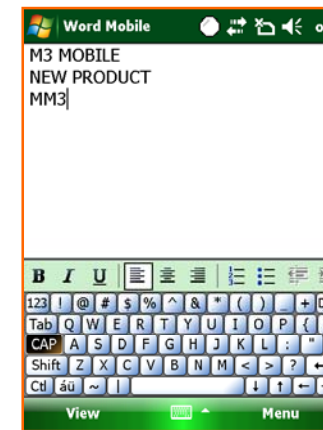 Word Mobile
M3 MOBILE
NEW PRODUCT
MM3
B I U
123 ! @ # $ % ^ & * ( ) _ +
Tab Q W E R T Y U I O P {
CAP A S D F G H J K L : "
Shift Z X C V B N M < > ?
Ctl áü ~ |
View Menu